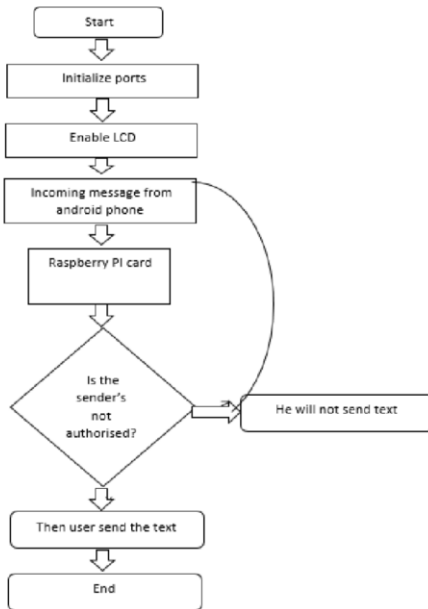 Start
Initialize ports
Enable LCD
Incoming message from
android phone
Raspberry PI card
Is the
sender's
not
authorised?
He will not send text
Then user send the text
End